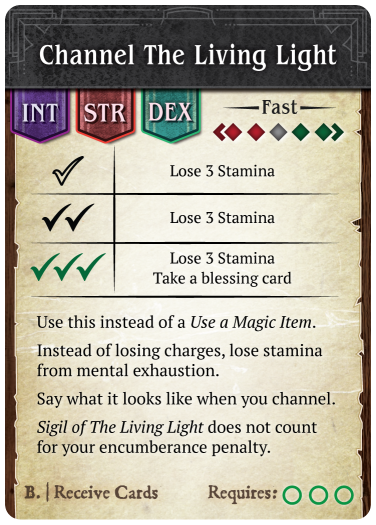 Channel The Living Light
INT STR DEX
Fast
Lose 3 Stamina
Lose 3 Stamina
Lose 3 Stamina
Take a blessing card
Use this instead of a Use a Magic Item.
Instead of losing charges, lose stamina
from mental exhaustion.
Say what it looks like when you channel.
Sigil of The Living Light does not count
for your encumberance penalty.
B. | Receive Cards Requires: